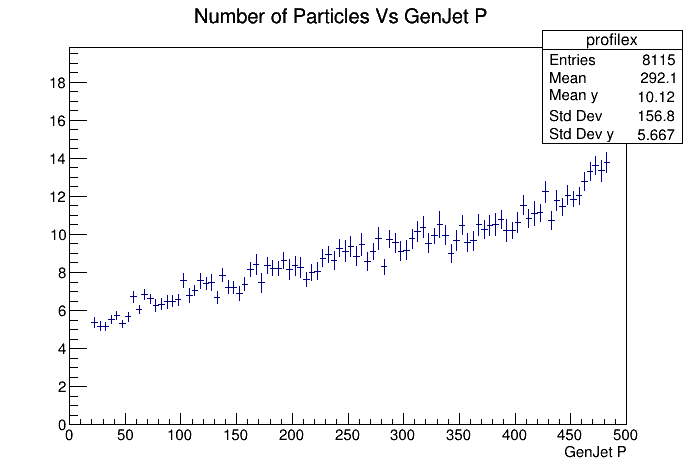 Number of Particles Vs GenJet P
profilex
Entries 8115
Mean 292.1
Mean y 10.12
Std Dev 156.8
Std Dev y 5.667
18
16
14
12
10
8
6
4
2
0
0 50 100 150 200 250 300 350 400 450 500
GenJet P